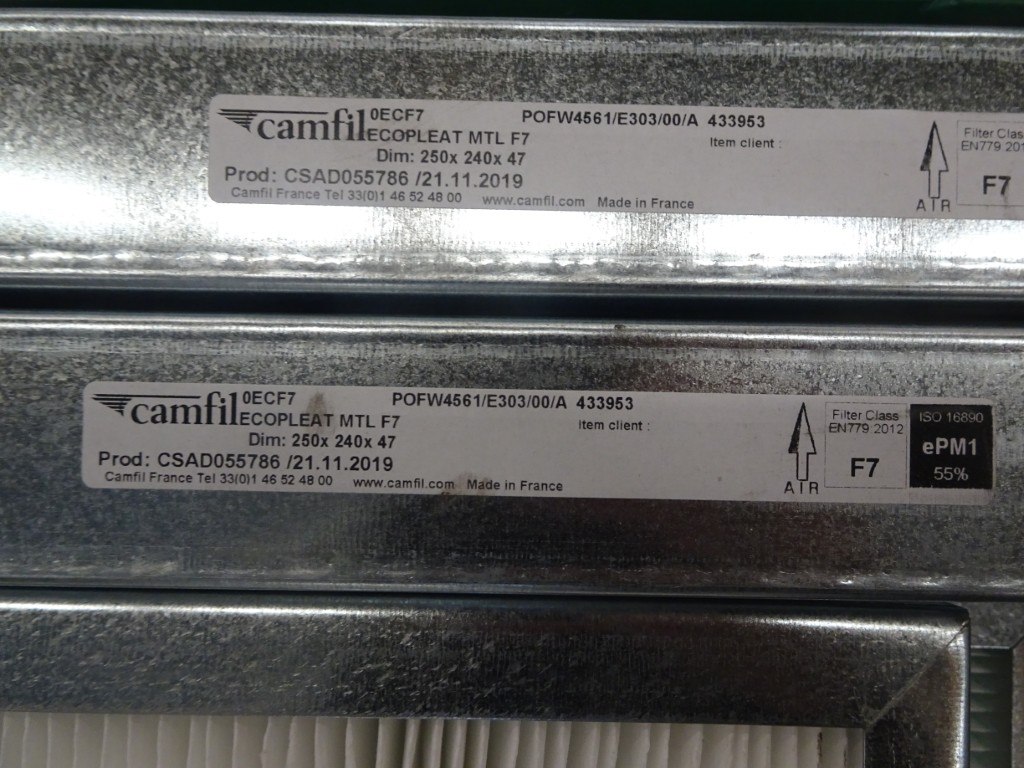 camfil 0ECF7 POFW4561/E303/00/A 433953
ECOPLEAT MTL F7 Item client :
Dim: 250x 240x 47
Prod: CSAD055786 /21.11.2019
Camfil France Tel 33(0)1 46 52 48 00 www.camfil.com Made in France
AIR
Filter Clas
EN779 201
F7
camfil 0ECF7 POFW4561/E303/00/A 433953
ECOPLEAT MTL F7 Item client :
Dim: 250x 240x 47
Prod: CSAD055786 /21.11.2019
Camfil France Tel 33(0)1 46 52 48 00 www.camfil.com Made in France
AIR
Filter Class
EN779 2012
F7
ISO 16890
ePM1
55%